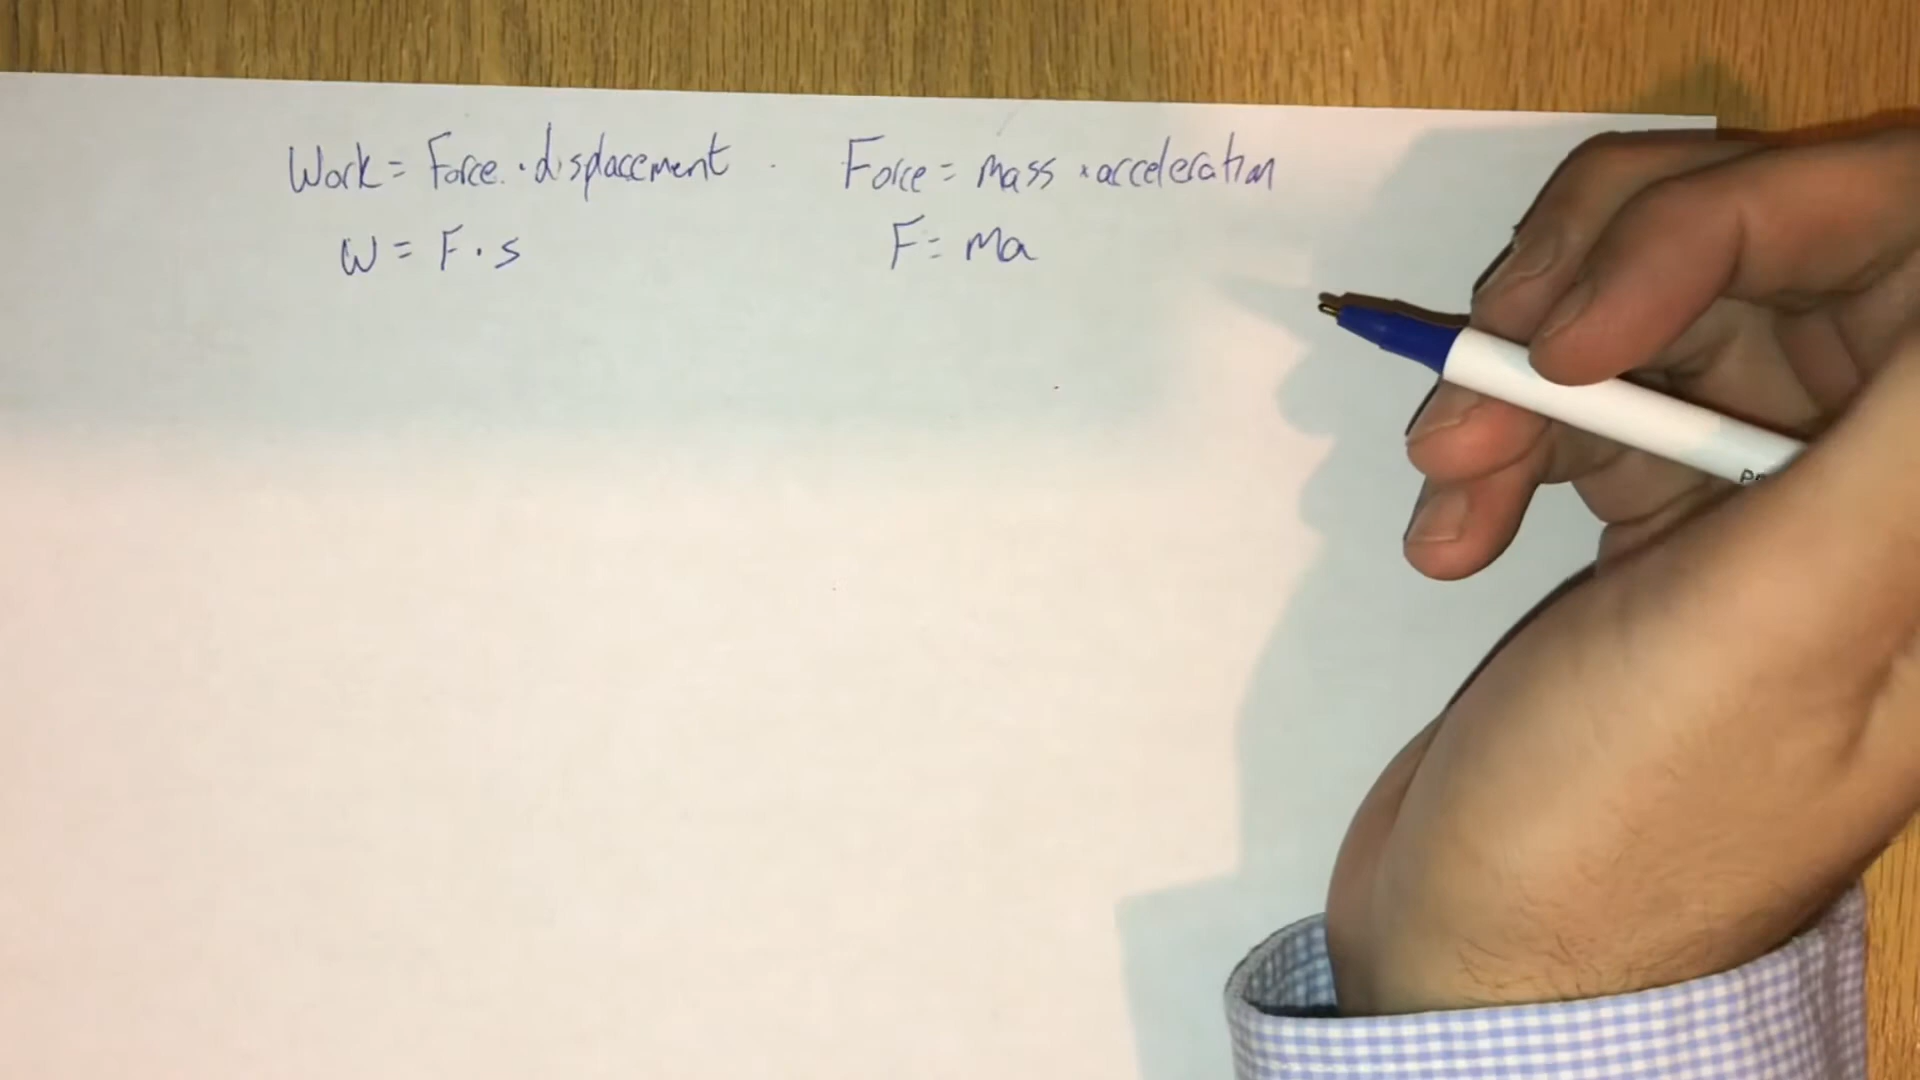 Work = Force · displacement
W = F · s
Force = mass × acceleration
F = ma